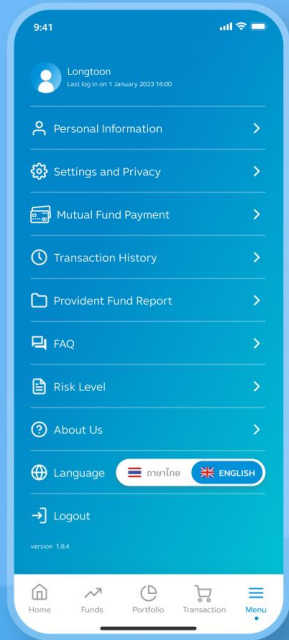 9:41
Longtoon
Last log in on 1 January 2023 16:00
Personal Information
Settings and Privacy
Mutual Fund Payment
Transaction History
Provident Fund Report
FAQ
Risk Level
About Us
Language ภาษาไทย ENGLISH
Logout
version 1.8.4
Home Funds Portfolio Transaction Menu